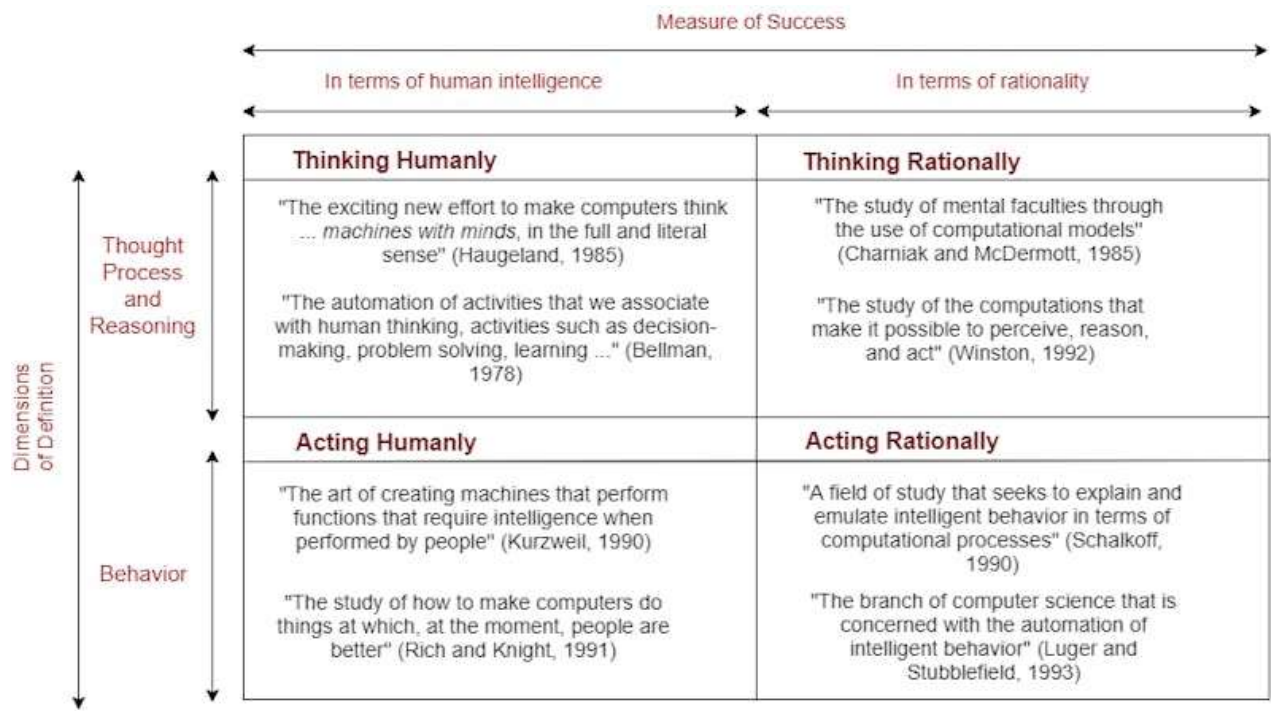 Measure of Success
In terms of human intelligence
In terms of rationality
Thinking Humanly
Thinking Rationally
Dimensions
of Definition
Thought
Process
and
Reasoning
"The exciting new effort to make computers think
... machines with minds, in the full and literal
sense" (Haugeland, 1985)
"The automation of activities that we associate
with human thinking, activities such as decision-
making, problem solving, learning ..." (Bellman,
1978)
"The study of mental faculties through
the use of computational models"
(Charniak and McDermott, 1985)
"The study of the computations that
make it possible to perceive, reason,
and act" (Winston, 1992)
Acting Humanly
Acting Rationally
Behavior
"The art of creating machines that perform
functions that require intelligence when
performed by people" (Kurzweil, 1990)
"The study of how to make computers do
things at which, at the moment, people are
better" (Rich and Knight, 1991)
"A field of study that seeks to explain and
emulate intelligent behavior in terms of
computational processes" (Schalkoff,
1990)
"The branch of computer science that is
concerned with the automation of
intelligent behavior" (Luger and
Stubblefield, 1993)